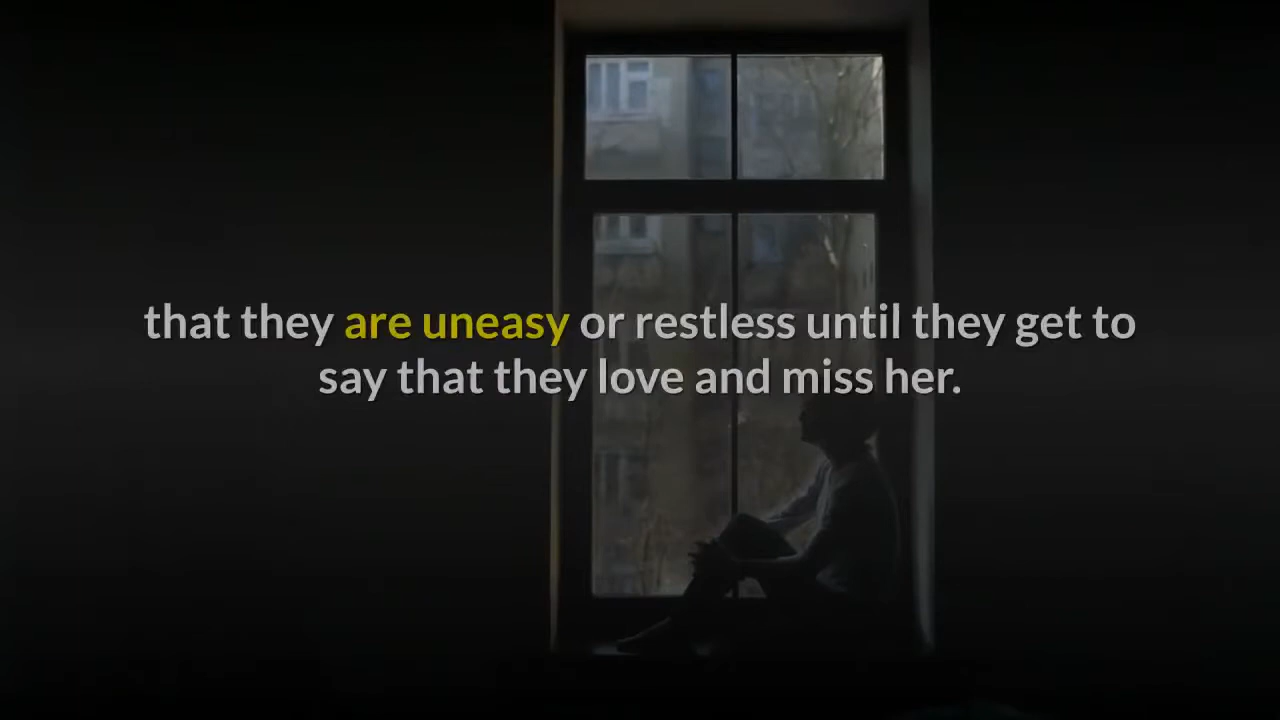 that they are uneasy or restless until they get to
say that they love and miss her.